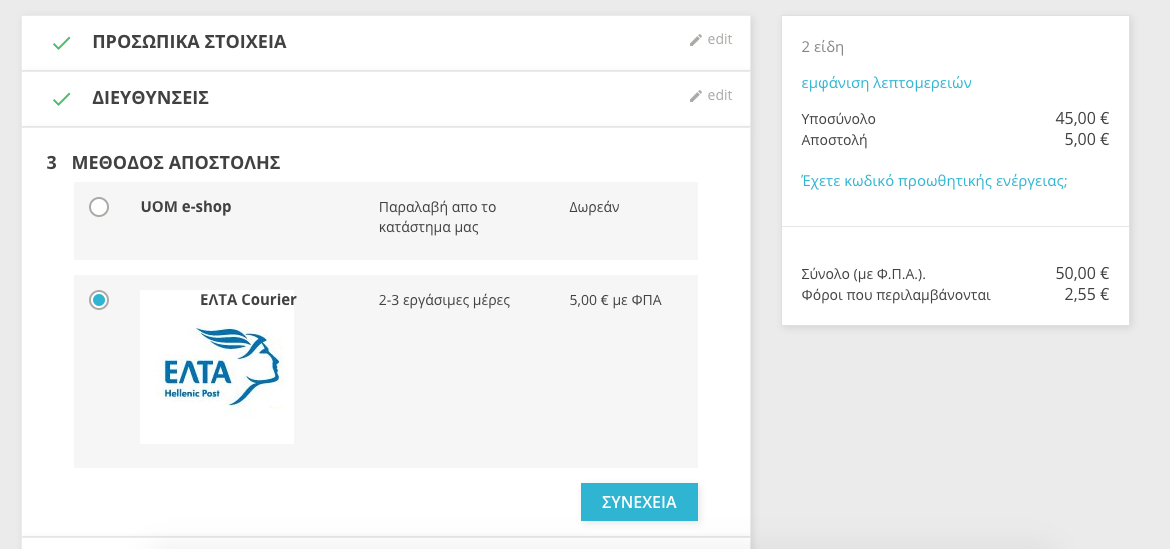 ΠΡΟΣΩΠΙΚΑ ΣΤΟΙΧΕΙΑ
edit
ΔΙΕΥΘΥΝΣΕΙΣ
edit
3 ΜΕΘΟΔΟΣ ΑΠΟΣΤΟΛΗΣ
UOM e-shop
Παραλαβή απο το
κατάστημα μας
Δωρεάν
ΕΛΤΑ Courier
2-3 εργάσιμες μέρες
5,00 € με ΦΠΑ
ΕΛΤΑ
Hellenic Post
ΣΥΝΕΧΕΙΑ
2 είδη
εμφάνιση λεπτομερειών
Υποσύνολο 45,00 €
Αποστολή 5,00 €
Έχετε κωδικό προωθητικής ενέργειας;
Σύνολο (με Φ.Π.Α.). 50,00 €
Φόροι που περιλαμβάνονται 2,55 €